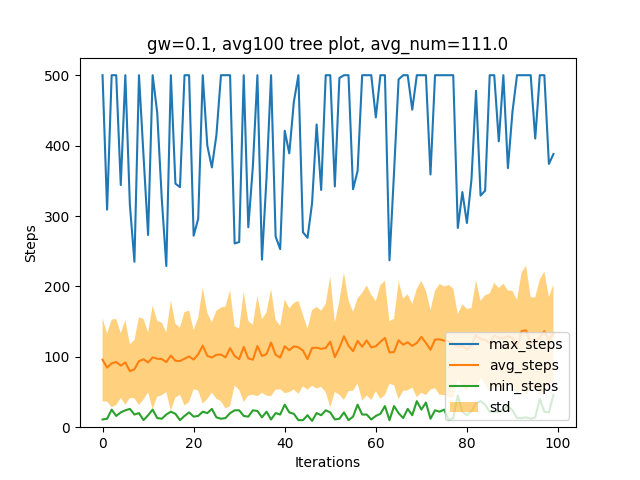 gw=0.1, avg100 tree plot, avg_num=111.0
Steps
500
400
300
200
100
0
0
20
40
60
80
100
Iterations
max_steps
avg_steps
min_steps
std